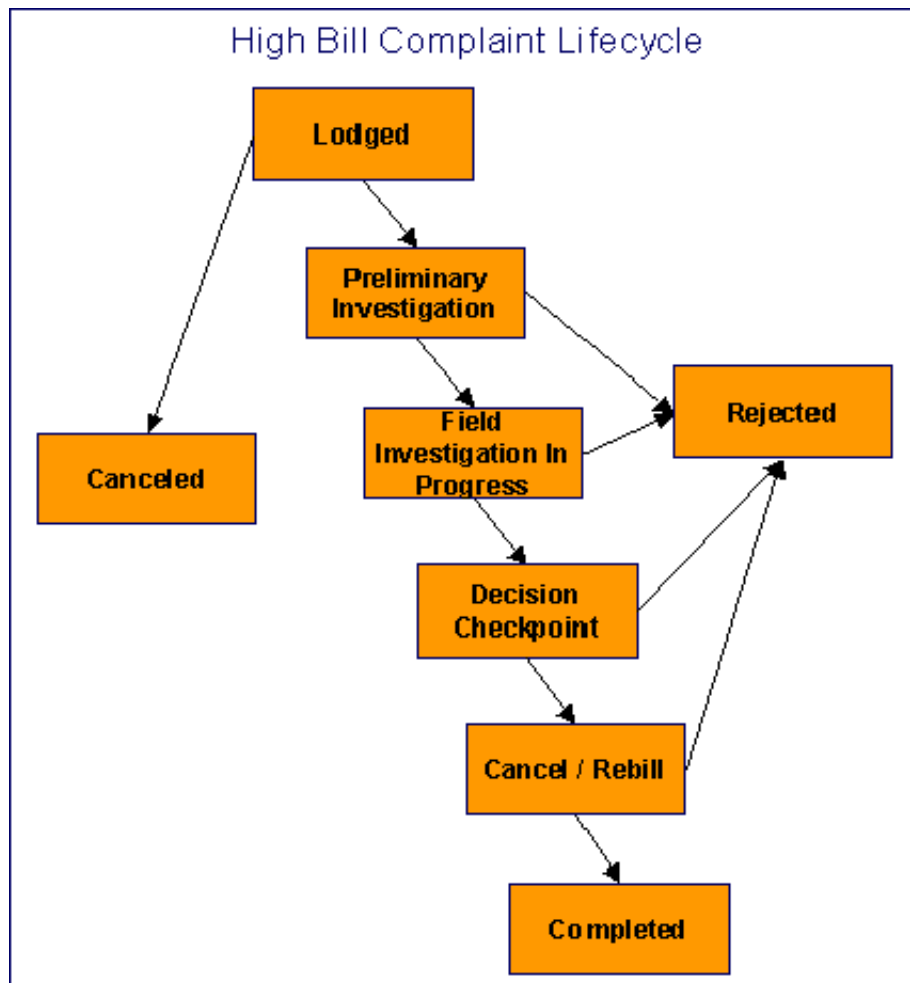 High Bill Complaint Lifecycle
Lodged
Preliminary
Investigation
Field
Investigation In
Progress
Rejected
Canceled
Decision
Checkpoint
Cancel / Rebill
Completed